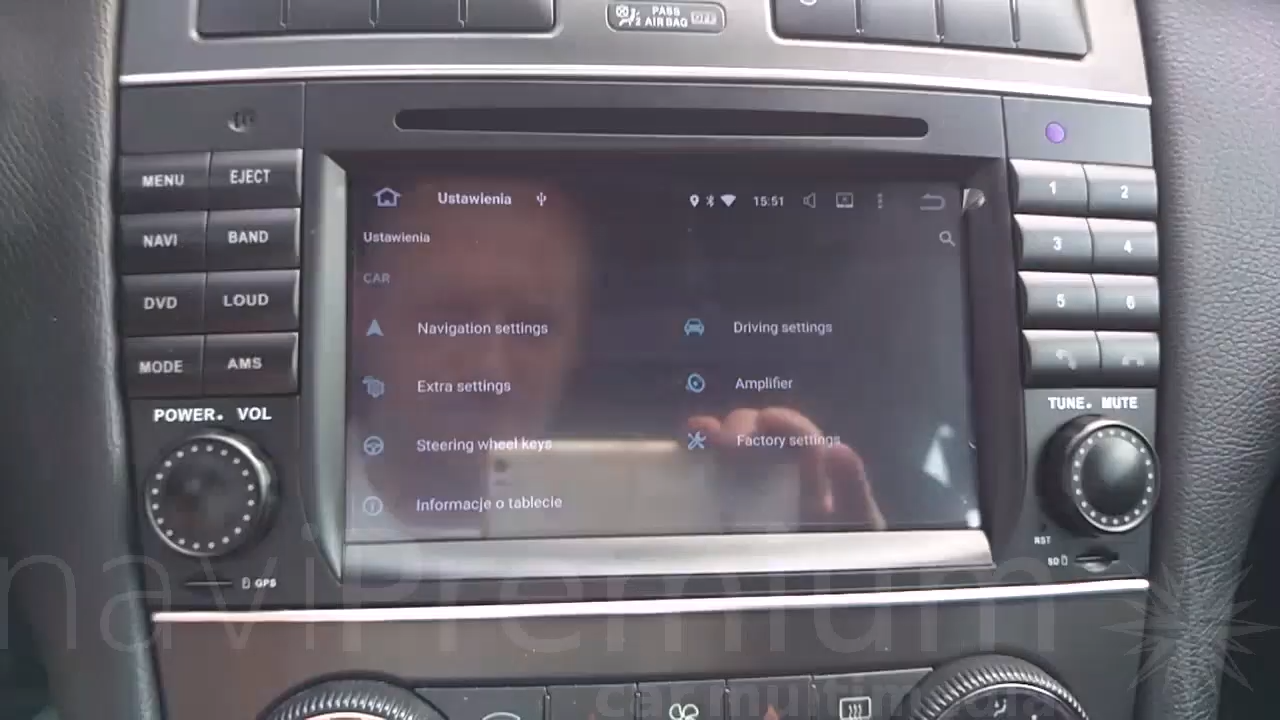 PASS
AIR BAG OFF
MENU
EJECT
NAVI
BAND
DVD
LOUD
MODE
AMS
POWER. VOL
GPS
Ustawienia
15:51
Ustawienia
CAR
Navigation settings
Driving settings
Extra settings
Amplifier
Steering wheel keys
Factory settings
Informacje o tablecie
1
2
3
4
5
6
TUNE. MUTE
RST
SD
naviPremium
car multimedia